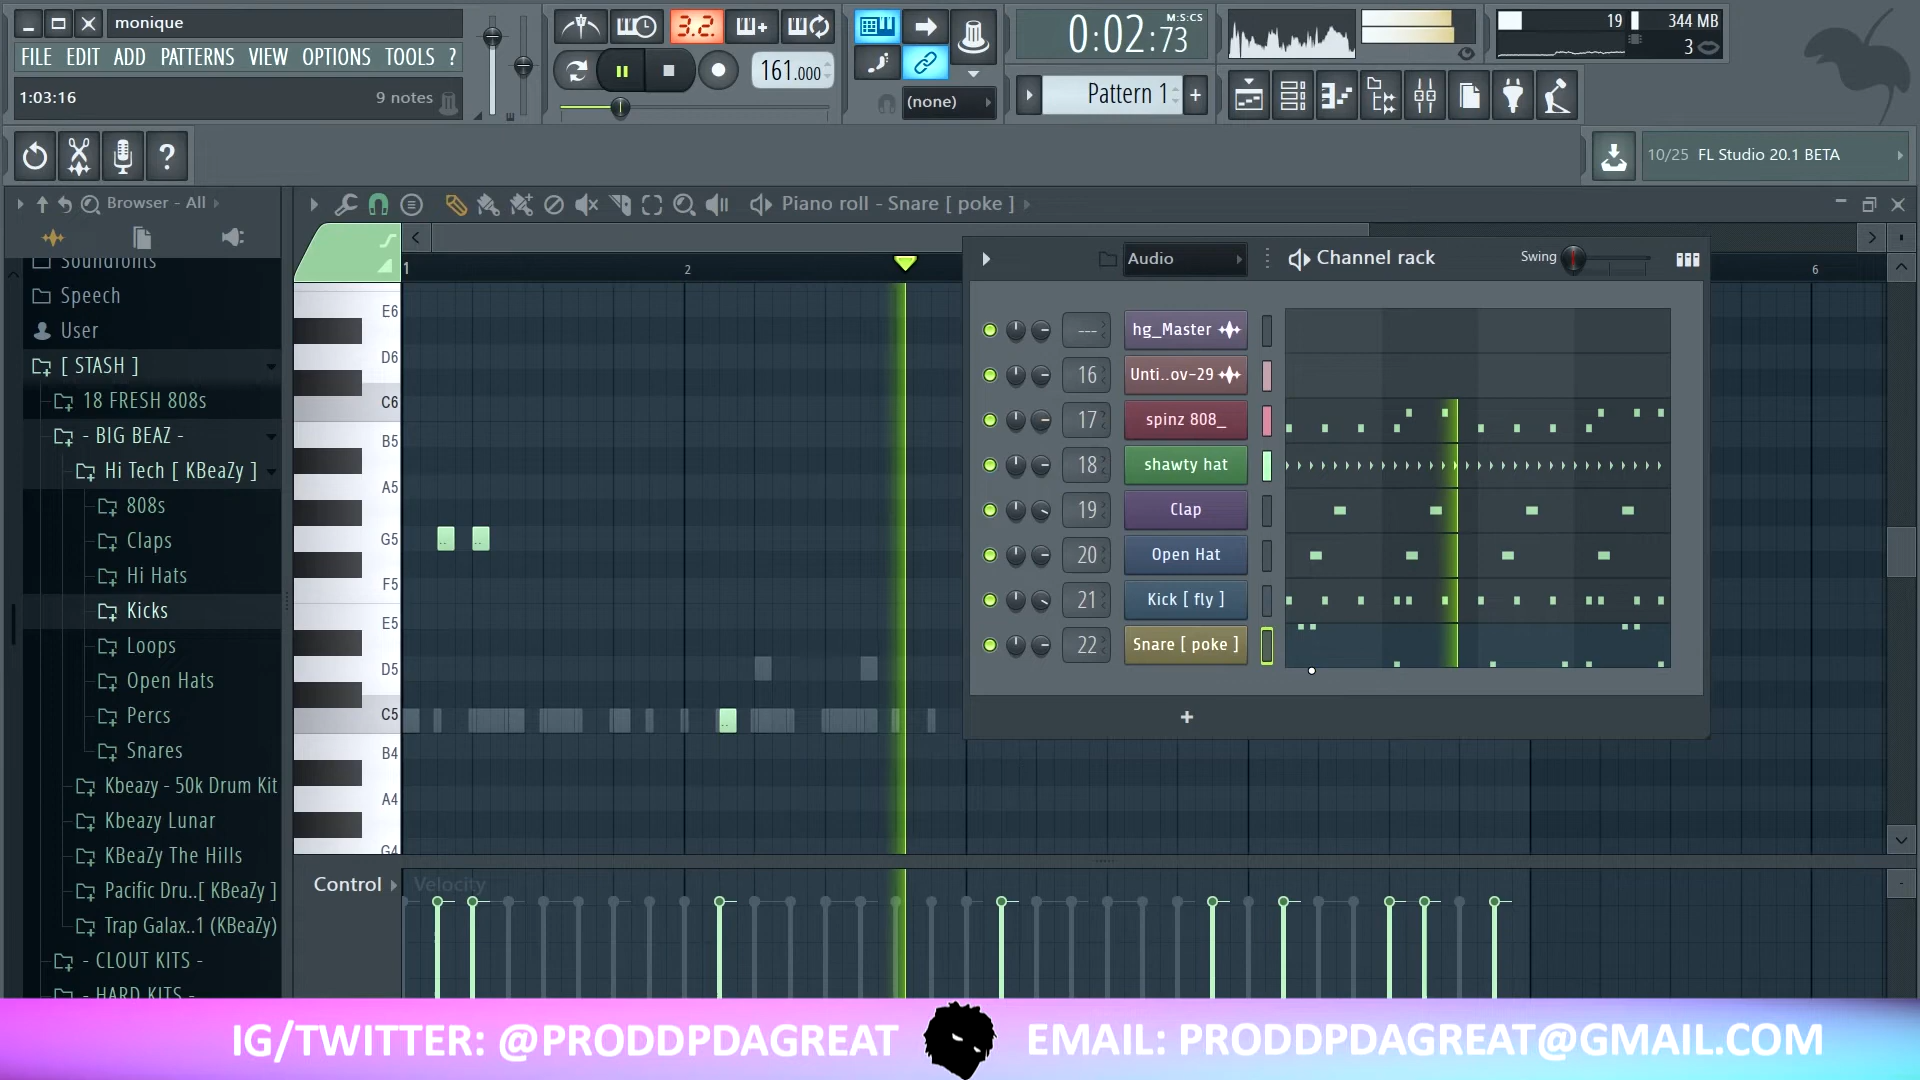 monique
FILE EDIT ADD PATTERNS VIEW OPTIONS TOOLS ?
1:03:16 9 notes
3.2.
161.000
(none)
0:02:73
M:S:CS
Pattern 1
19 344 MB
3
10/25 FL Studio 20.1 BETA
Browser - All
Piano roll - Snare [ poke ]
Soundfonts
Speech
User
[ STASH ]
18 FRESH 808s
- BIG BEAZ -
Hi Tech [ KBeaZy ]
808s
Claps
Hi Hats
Kicks
Loops
Open Hats
Percs
Snares
Kbeazy - 50k Drum Kit
Kbeazy Lunar
KBeaZy The Hills
Pacific Dru..[ KBeaZy ]
Trap Galax..1 (KBeaZy)
- CLOUT KITS -
- HARD KITS -
1 2 6
E6
D6
C6
B5
A5
G5
F5
E5
D5
C5
B4
A4
G4
Control Velocity
Audio Channel rack Swing
--- hg_Master
16 Unti..ov-29
17 spinz 808_
18 shawty hat
19 Clap
20 Open Hat
21 Kick [ fly ]
22 Snare [ poke ]
+
IG/TWITTER: @PRODDPDAGREAT
EMAIL: PRODDPDAGREAT@GMAIL.COM